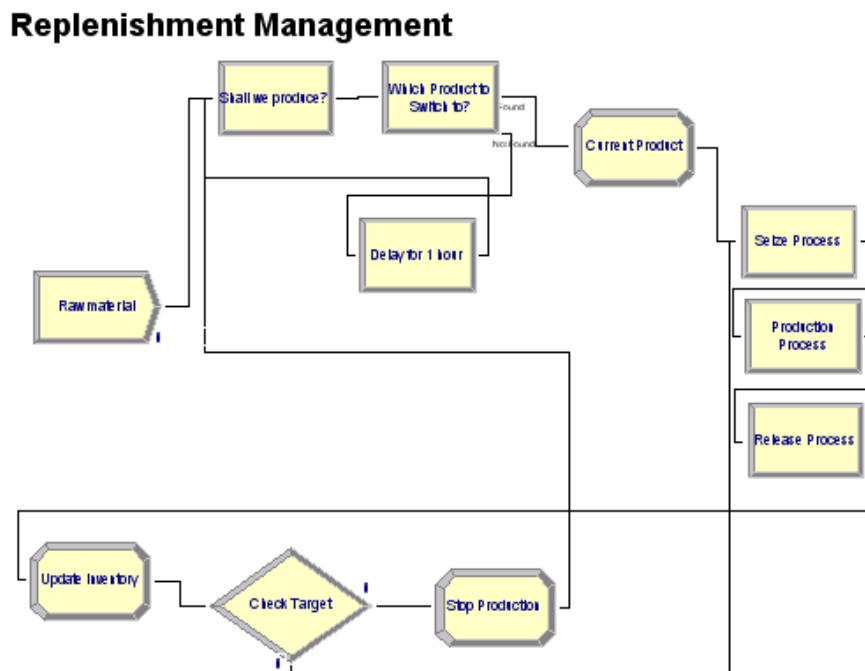 Replenishment Management
Shall we produce?
Which Product to
Switch to?
Found
Not Found
Current Product
Delay for 1 hour
Seize Process
Raw material
Production
Process
Release Process
Update Inventory
Check Target
Stop Production